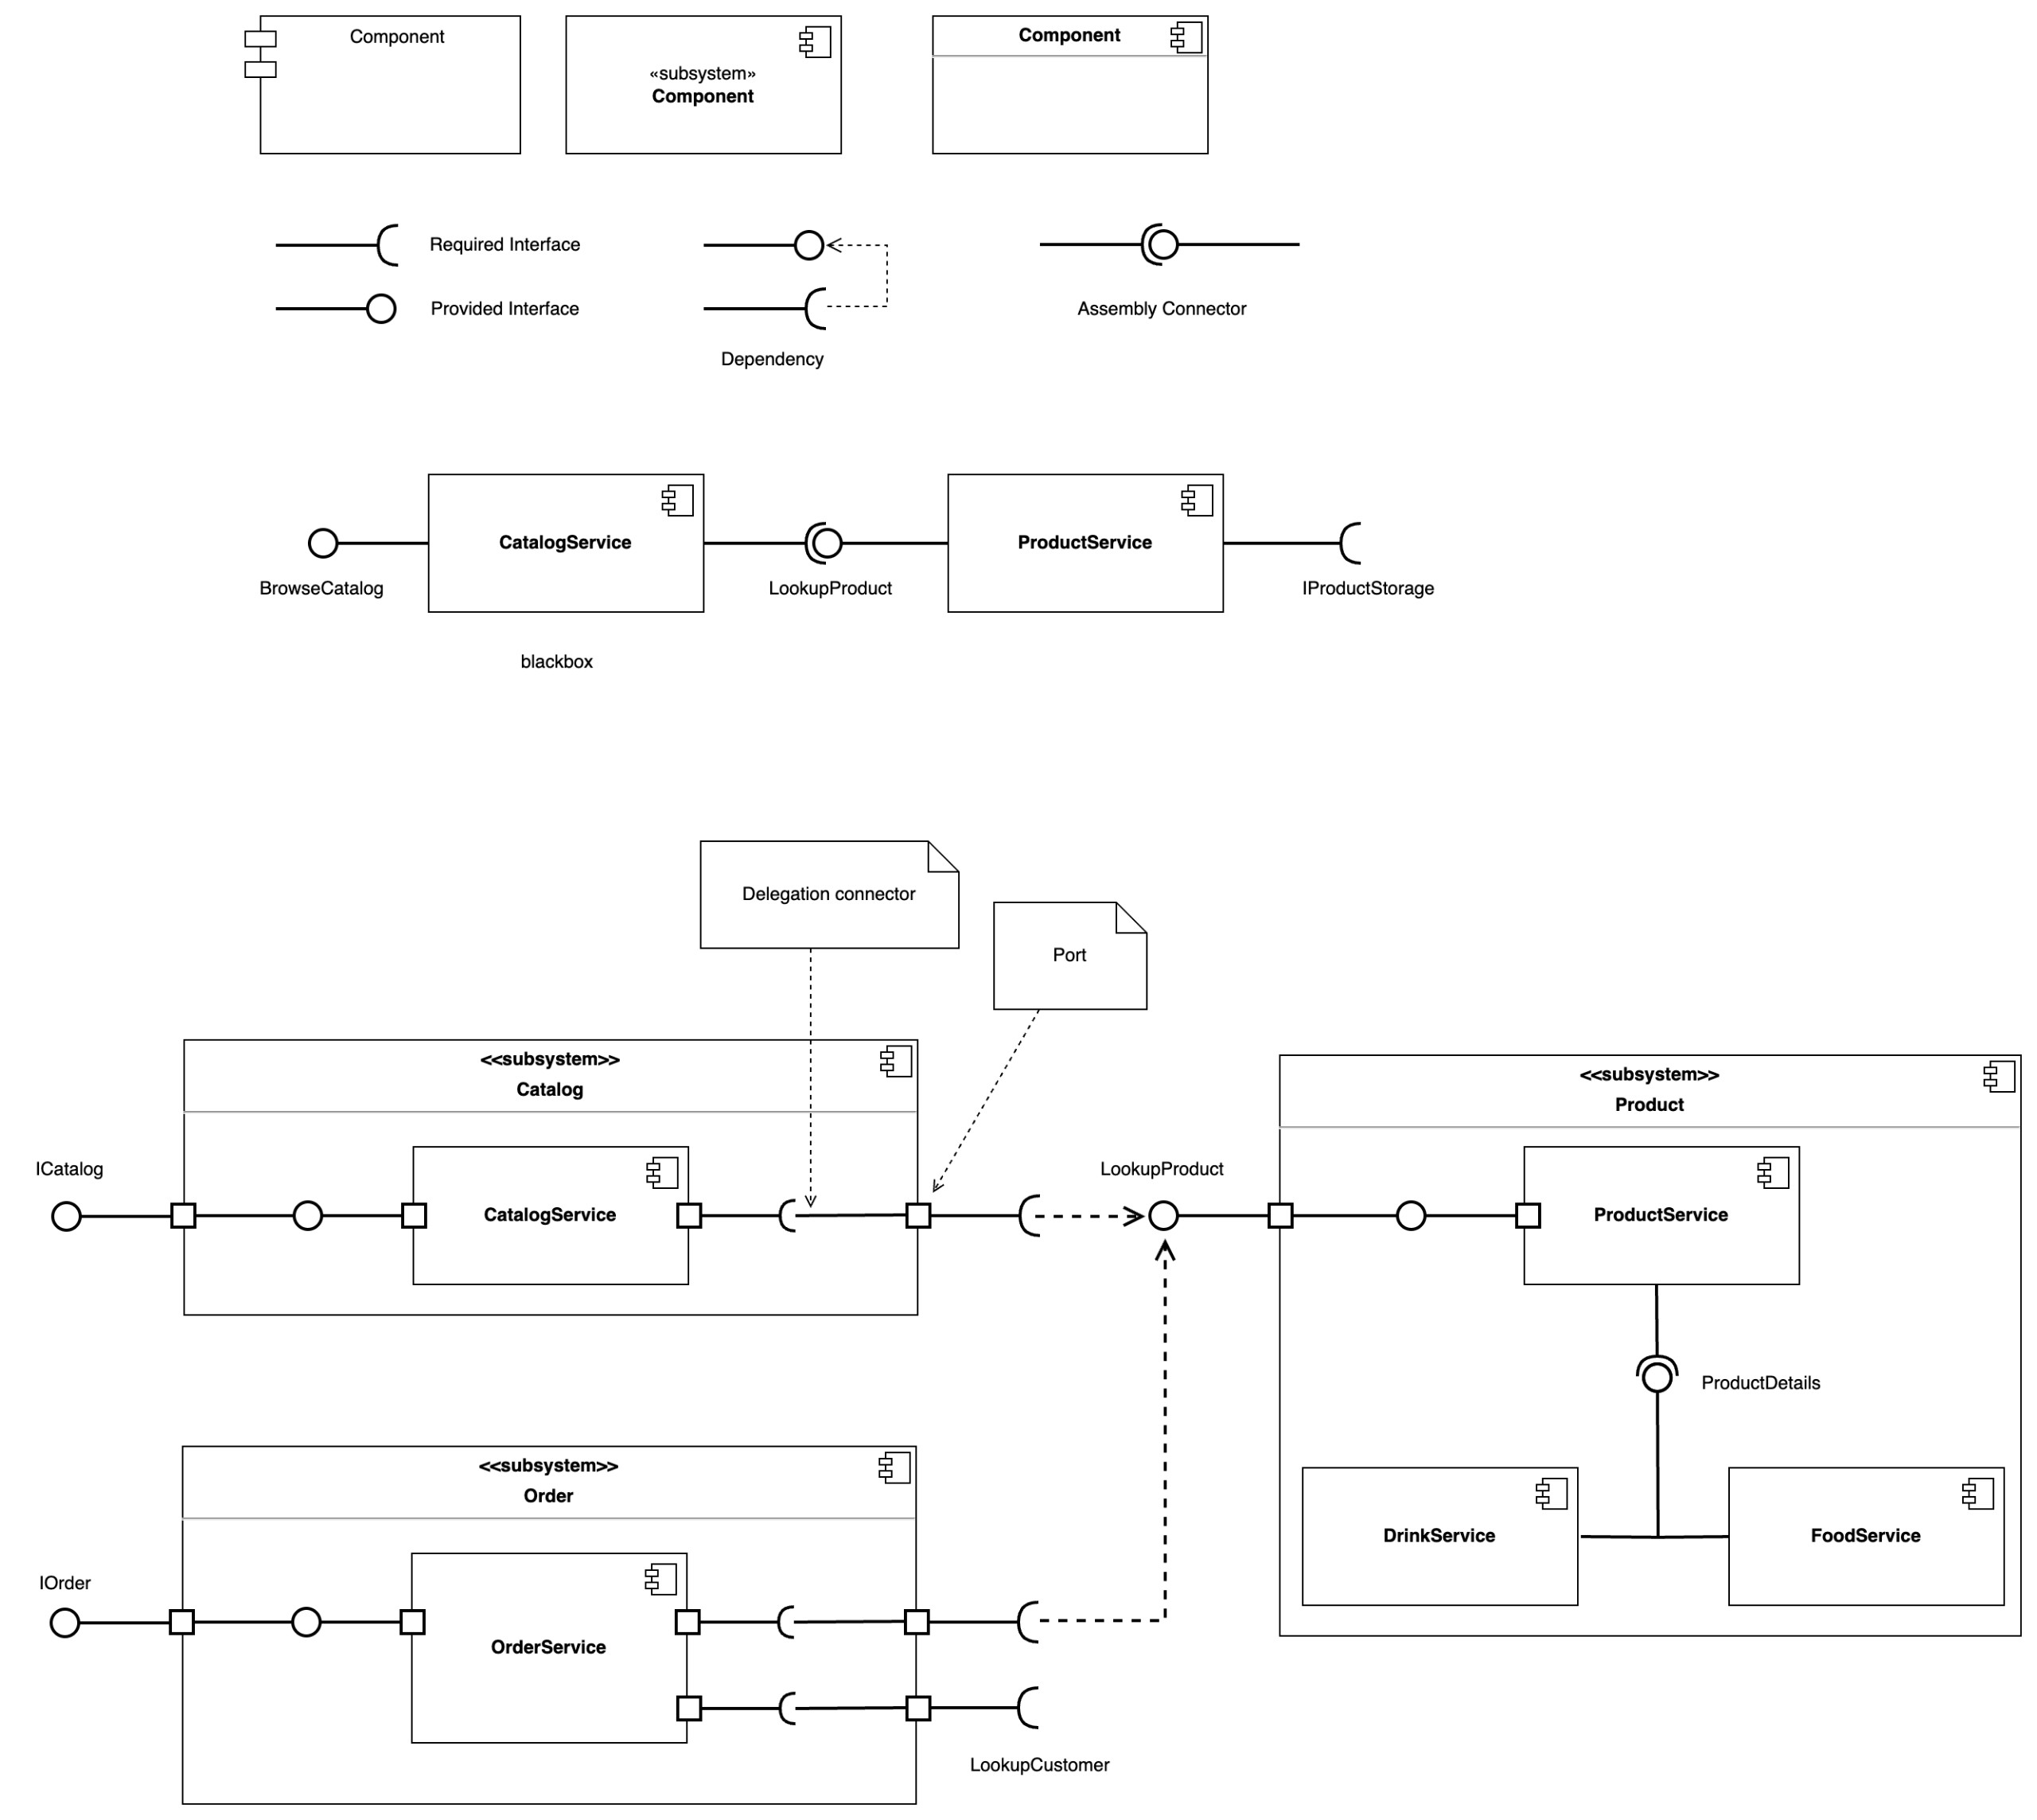 Component
«subsystem»
Component
Component
Required Interface
Provided Interface
Dependency
Assembly Connector
CatalogService
ProductService
BrowseCatalog
LookupProduct
IProductStorage
blackbox
Delegation connector
Port
<<subsystem>>
Catalog
ICatalog
CatalogService
LookupProduct
<<subsystem>>
Product
ProductService
ProductDetails
DrinkService
FoodService
<<subsystem>>
Order
IOrder
OrderService
LookupCustomer